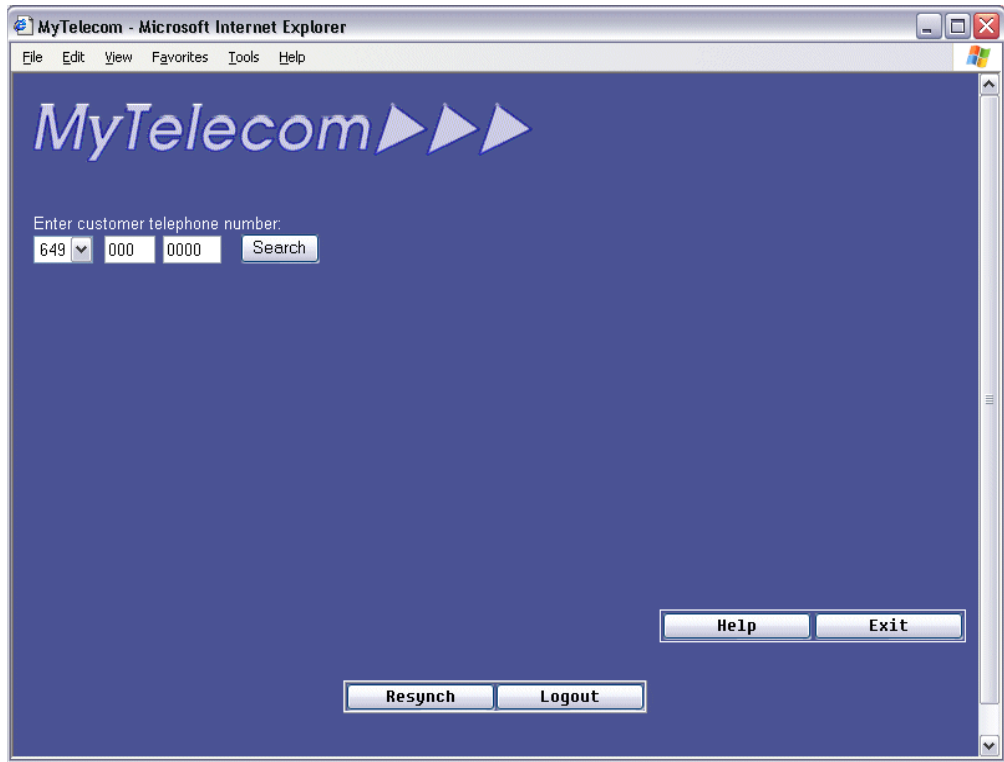 MyTelecom - Microsoft Internet Explorer
File Edit View Favorites Tools Help
MyTelecom
Enter customer telephone number:
649 000 0000 Search
Help Exit
Resynch Logout